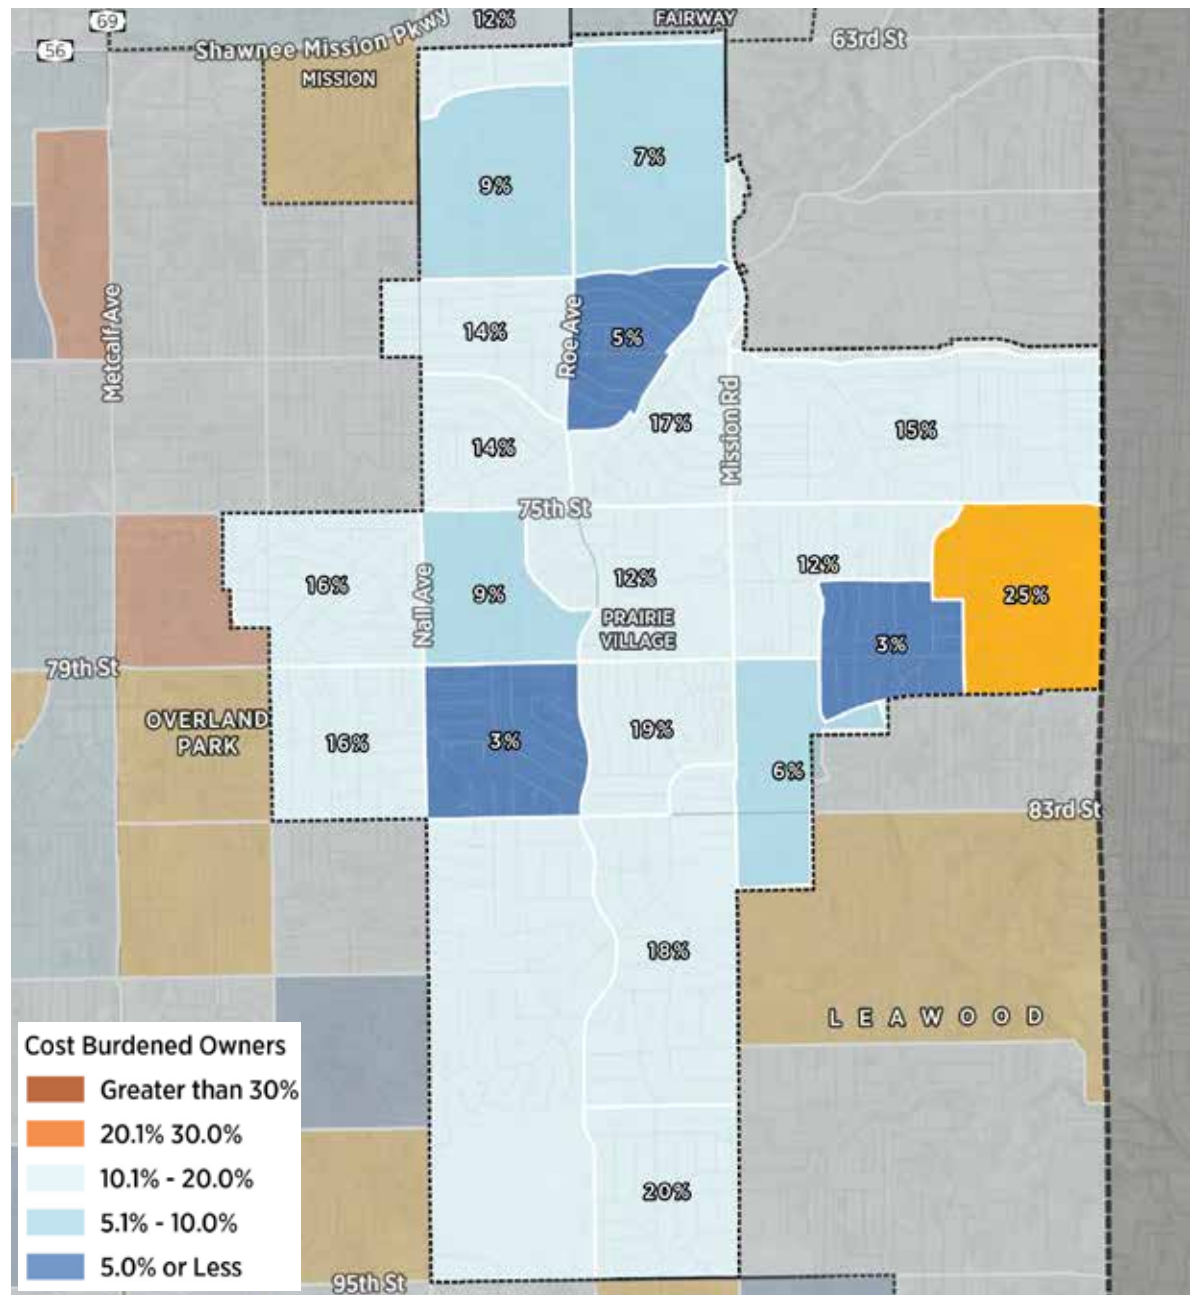 69
12%
FAIRWAY
56
Shawnee Mission Pkwy
63rd St
MISSION
7%
9%
Metcalf Ave
14%
Roe Ave
5%
Mission Rd
17%
15%
14%
75th St
16%
Nall Ave
9%
12%
12%
25%
PRAIRIE
VILLAGE
3%
79th St
OVERLAND
PARK
16%
3%
19%
6%
83rd St
18%
L E A W O O D
20%
95th St
Cost Burdened Owners
Greater than 30%
20.1% 30.0%
10.1% - 20.0%
5.1% - 10.0%
5.0% or Less